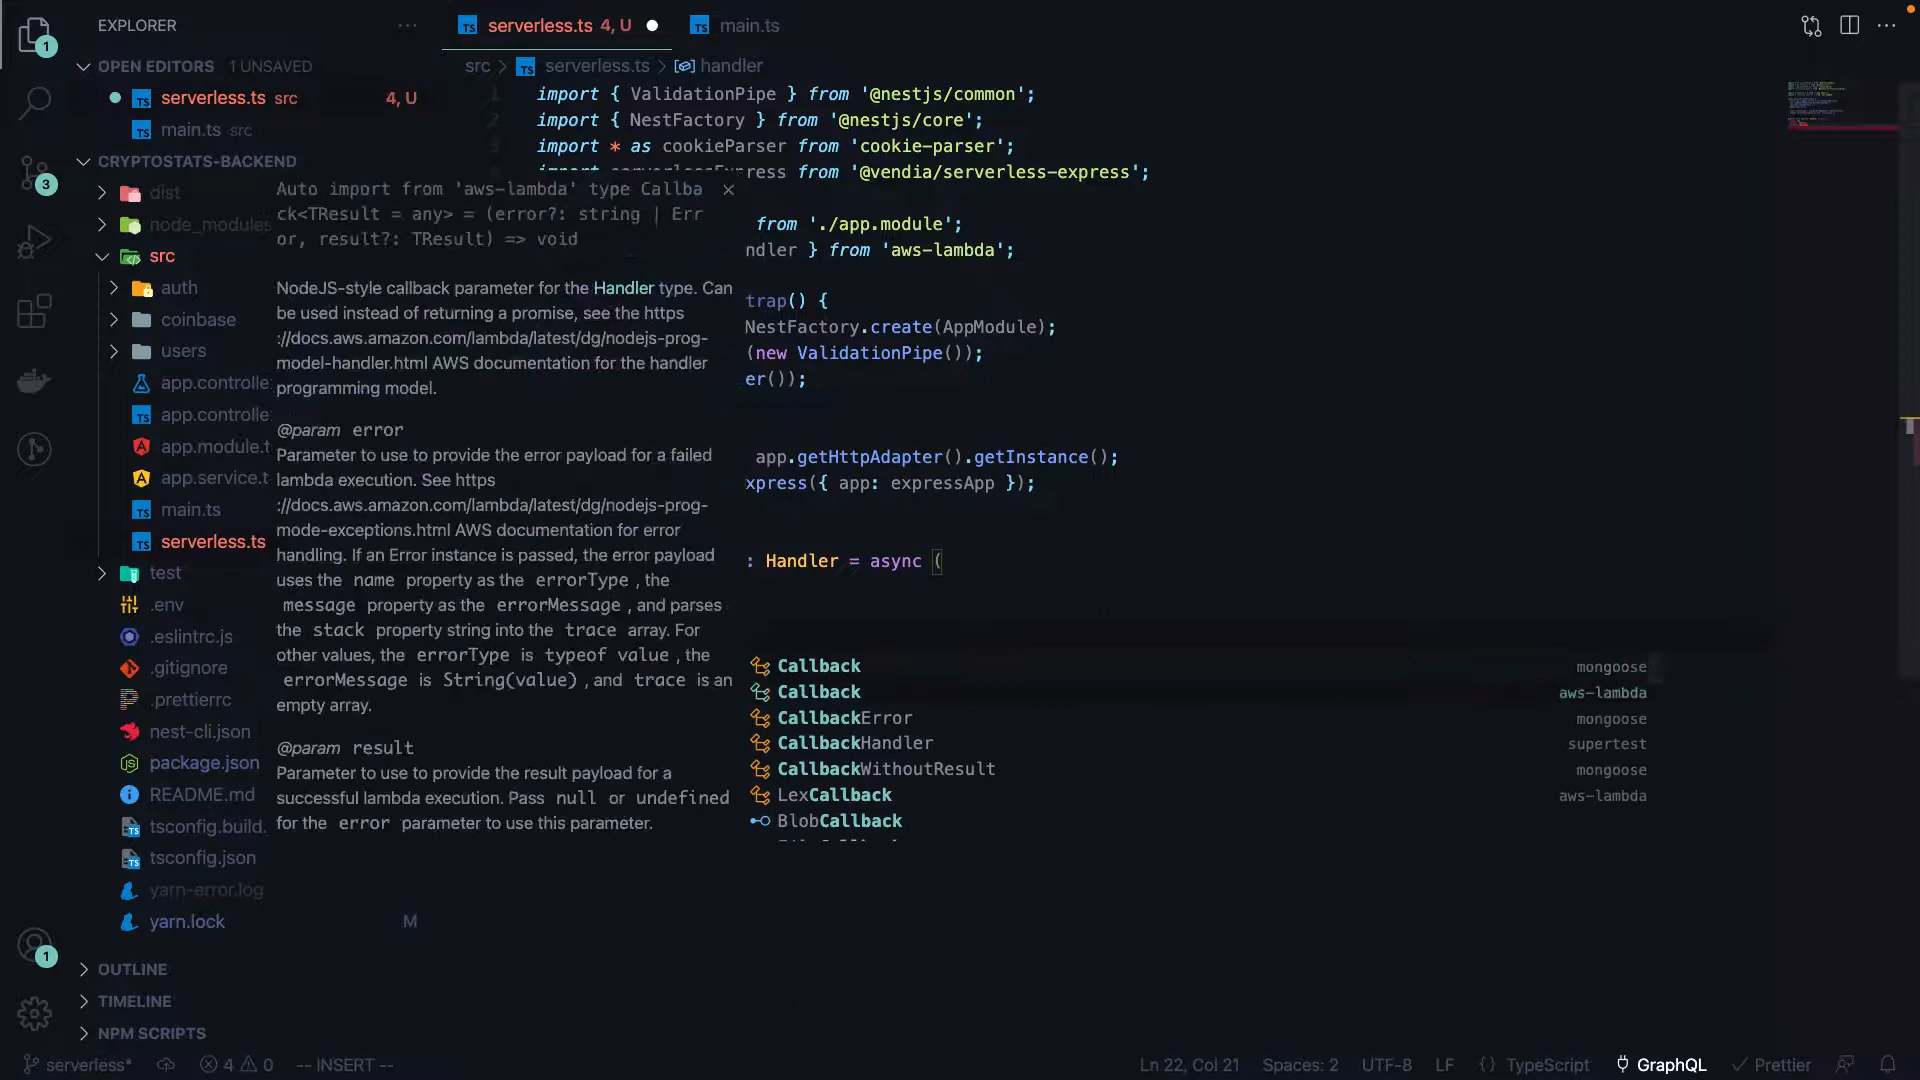 EXPLORER
serverless.ts 4, U
main.ts
OPEN EDITORS 1 UNSAVED
src > serverless.ts > handler
serverless.ts src 4, U
main.ts src
CRYPTOSTATS-BACKEND
dist
node_modules
src
auth
coinbase
users
app.controlle
app.controlle
app.module.t
app.service.t
main.ts
serverless.ts
test
.env
.eslintrc.js
.gitignore
.prettierrc
nest-cli.json
package.json
README.md
tsconfig.build.
tsconfig.json
yarn-error.log
yarn.lock M
OUTLINE
TIMELINE
NPM SCRIPTS
1 import { ValidationPipe } from '@nestjs/common';
2 import { NestFactory } from '@nestjs/core';
3 import * as cookieParser from 'cookie-parser';
import serverlessExpress from '@vendia/serverless-express';
from './app.module';
ndler } from 'aws-lambda';
trap() {
NestFactory.create(AppModule);
(new ValidationPipe());
er());
app.getHttpAdapter().getInstance();
xpress({ app: expressApp });
: Handler = async (
Auto import from 'aws-lambda' type Callba
ck<TResult = any> = (error?: string | Err
or, result?: TResult) => void
NodeJS-style callback parameter for the Handler type. Can
be used instead of returning a promise, see the https
://docs.aws.amazon.com/lambda/latest/dg/nodejs-prog-
model-handler.html AWS documentation for the handler
programming model.
@param error
Parameter to use to provide the error payload for a failed
lambda execution. See https
://docs.aws.amazon.com/lambda/latest/dg/nodejs-prog-
mode-exceptions.html AWS documentation for error
handling. If an Error instance is passed, the error payload
uses the name property as the errorType , the
message property as the errorMessage , and parses
the stack property string into the trace array. For
other values, the errorType is typeof value , the
errorMessage is String(value) , and trace is an
empty array.
@param result
Parameter to use to provide the result payload for a
successful lambda execution. Pass null or undefined
for the error parameter to use this parameter.
Callback mongoose
Callback aws-lambda
CallbackError mongoose
CallbackHandler supertest
CallbackWithoutResult mongoose
LexCallback aws-lambda
BlobCallback
1
3
1
serverless* 4 0 -- INSERT --
Ln 22, Col 21 Spaces: 2 UTF-8 LF {} TypeScript GraphQL Prettier